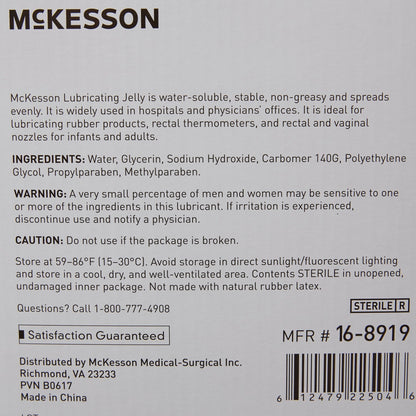 McKESSON
McKesson Lubricating Jelly is water-soluble, stable, non-greasy and spreads
evenly. It is widely used in hospitals and physicians’ offices. It is ideal for
lubricating rubber products, rectal thermometers, and rectal and vaginal
nozzles for infants and adults.
INGREDIENTS: Water, Glycerin, Sodium Hydroxide, Carbomer 140G, Polyethylene
Glycol, Propylparaben, Methylparaben.
WARNING: A very small percentage of men and women may be sensitive to one
or more of the ingredients in this lubricant. If irritation is experienced,
discontinue use and notify a physician.
CAUTION: Do not use if the package is broken.
Store at 59–86°F (15–30°C). Avoid storage in direct sunlight/fluorescent lighting
and store in a cool, dry, and well-ventilated area. Contents STERILE in unopened,
undamaged inner package. Not made with natural rubber latex.
Questions? Call 1-800-777-4908
STERILE R
Satisfaction Guaranteed
MFR # 16-8919
Distributed by McKesson Medical-Surgical Inc.
Richmond, VA 23233
PVN B0617
Made in China
6 12479 22504 6